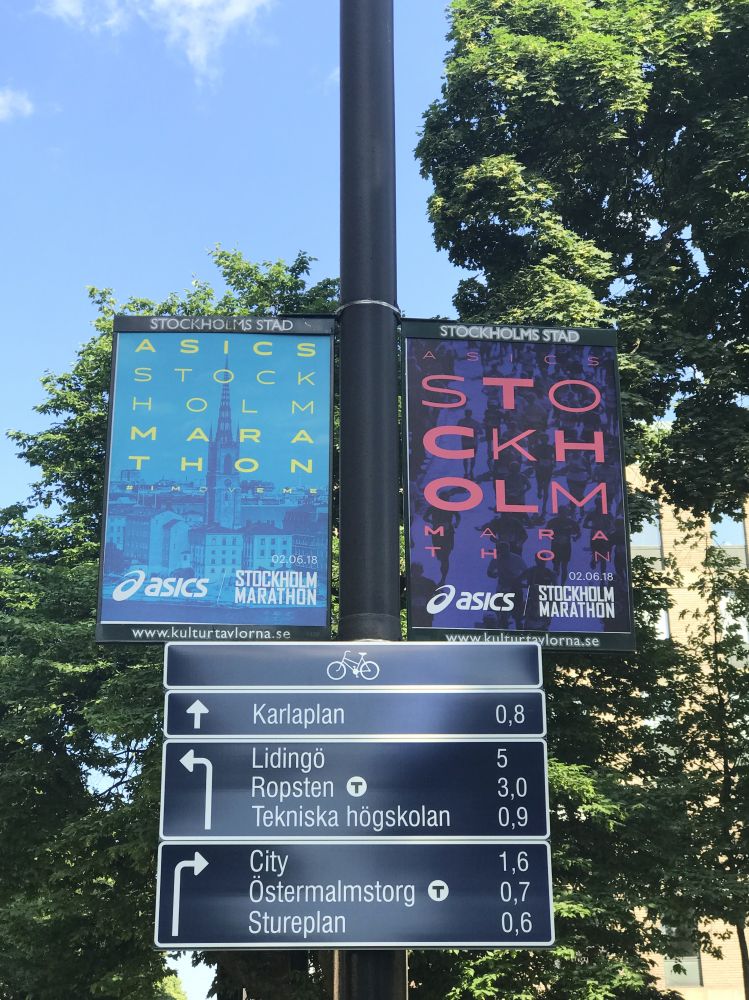 STOCKHOLMS STAD
ASICS
STOCK
HOLM
MARA
THON
#IMOVEME
02.06.18
asics STOCKHOLM
MARATHON
www.kulturtavlorna.se
STOCKHOLMS STAD
ASICS
STO
CKH
OLM
MARA
THON
02.06.18
asics STOCKHOLM
MARATHON
www.kulturtavlorna.se
Karlaplan 0,8
Lidingö 5
Ropsten T 3,0
Tekniska högskolan 0,9
City 1,6
Östermalmstorg T 0,7
Stureplan 0,6